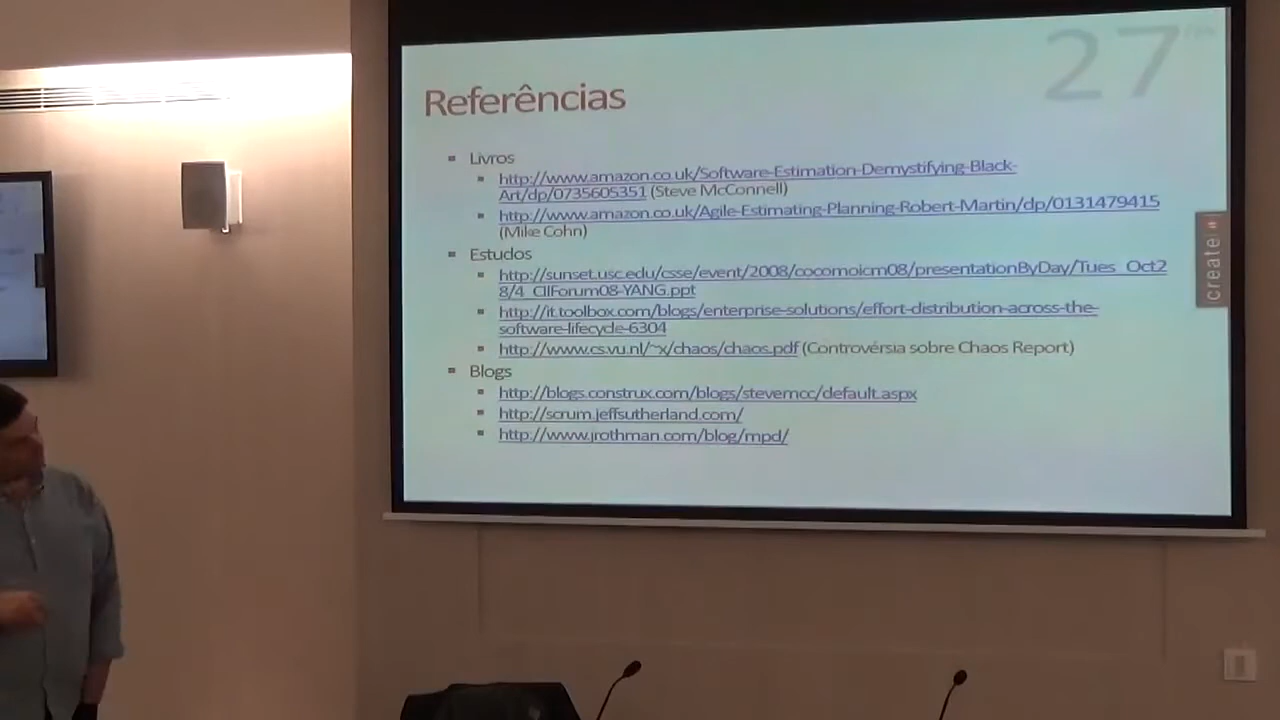 27
Referências
Livros
http://www.amazon.co.uk/Software-Estimation-Demystifying-Black-
Art/dp/0735605351 (Steve McConnell)
http://www.amazon.co.uk/Agile-Estimating-Planning-Robert-Martin/dp/0131479415
(Mike Cohn)
Estudos
http://sunset.usc.edu/csse/event/2008/cocomoicm08/presentationByDay/Tues_Oct2
8/4_CIIForum08-YANG.ppt
http://it.toolbox.com/blogs/enterprise-solutions/effort-distribution-across-the-
software-lifecycle-6304
http://www.cs.vu.nl/~x/chaos/chaos.pdf (Controvérsia sobre Chaos Report)
Blogs
http://blogs.construx.com/blogs/stevemcc/default.aspx
http://scrum.jeffsutherland.com/
http://www.jrothman.com/blog/mpd/
create